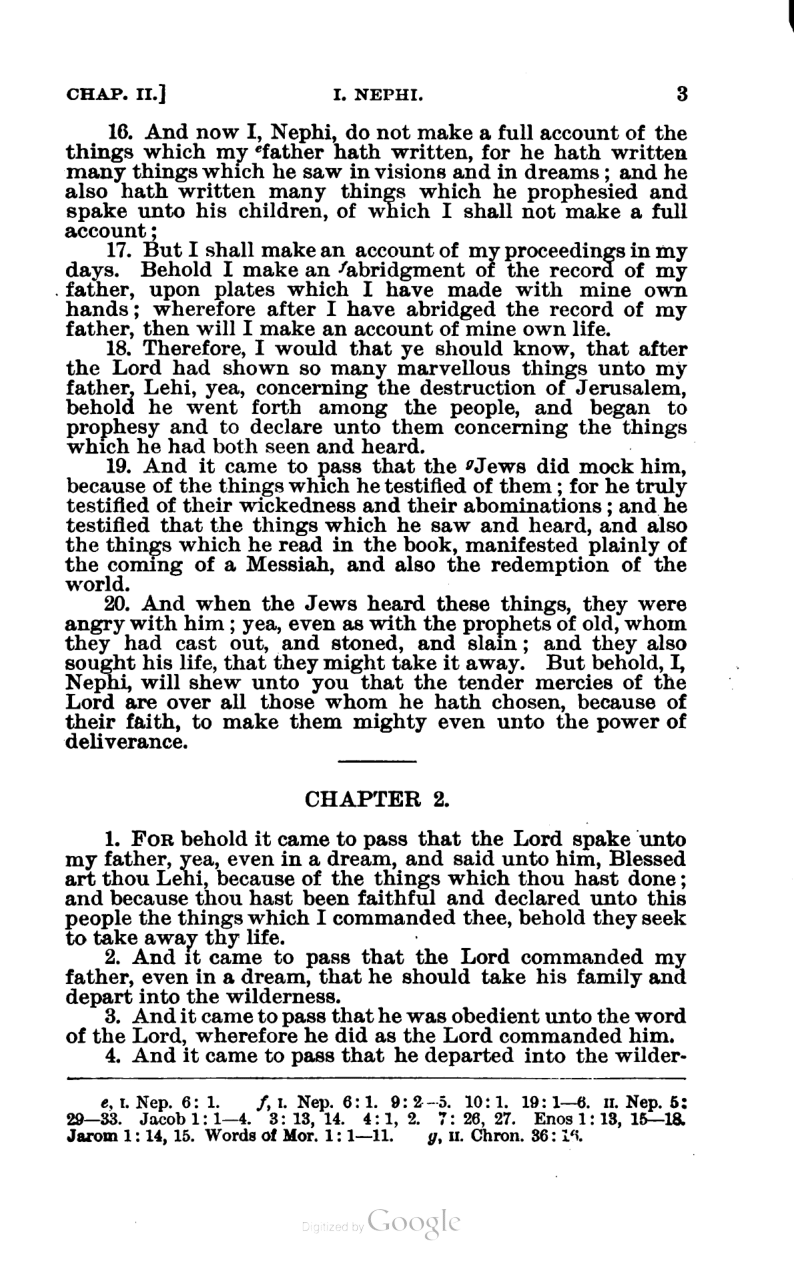 CHAP. II.] I. NEPHI. 3
16. And now I, Nephi, do not make a full account of the
things which my ᵉfather hath written, for he hath written
many things which he saw in visions and in dreams; and he
also hath written many things which he prophesied and
spake unto his children, of which I shall not make a full
account;
17. But I shall make an account of my proceedings in my
days. Behold I make an ᶠabridgment of the record of my
father, upon plates which I have made with mine own
hands; wherefore after I have abridged the record of my
father, then will I make an account of mine own life.
18. Therefore, I would that ye should know, that after
the Lord had shown so many marvellous things unto my
father, Lehi, yea, concerning the destruction of Jerusalem,
behold he went forth among the people, and began to
prophesy and to declare unto them concerning the things
which he had both seen and heard.
19. And it came to pass that the ᵍJews did mock him,
because of the things which he testified of them; for he truly
testified of their wickedness and their abominations; and he
testified that the things which he saw and heard, and also
the things which he read in the book, manifested plainly of
the coming of a Messiah, and also the redemption of the
world.
20. And when the Jews heard these things, they were
angry with him; yea, even as with the prophets of old, whom
they had cast out, and stoned, and slain; and they also
sought his life, that they might take it away. But behold, I,
Nephi, will shew unto you that the tender mercies of the
Lord are over all those whom he hath chosen, because of
their faith, to make them mighty even unto the power of
deliverance.
CHAPTER 2.
1. FOR behold it came to pass that the Lord spake unto
my father, yea, even in a dream, and said unto him, Blessed
art thou Lehi, because of the things which thou hast done;
and because thou hast been faithful and declared unto this
people the things which I commanded thee, behold they seek
to take away thy life.
2. And it came to pass that the Lord commanded my
father, even in a dream, that he should take his family and
depart into the wilderness.
3. And it came to pass that he was obedient unto the word
of the Lord, wherefore he did as the Lord commanded him.
4. And it came to pass that he departed into the wilder-
e, I. Nep. 6: 1. f, I. Nep. 6: 1. 9: 2—5. 10: 1. 19: 1—6. II. Nep. 5:
29—33. Jacob 1: 1—4. 3: 13, 14. 4: 1, 2. 7: 26, 27. Enos 1: 13, 15—18.
Jarom 1: 14, 15. Words of Mor. 1: 1—11. g, II. Chron. 36:
Digitized by Google